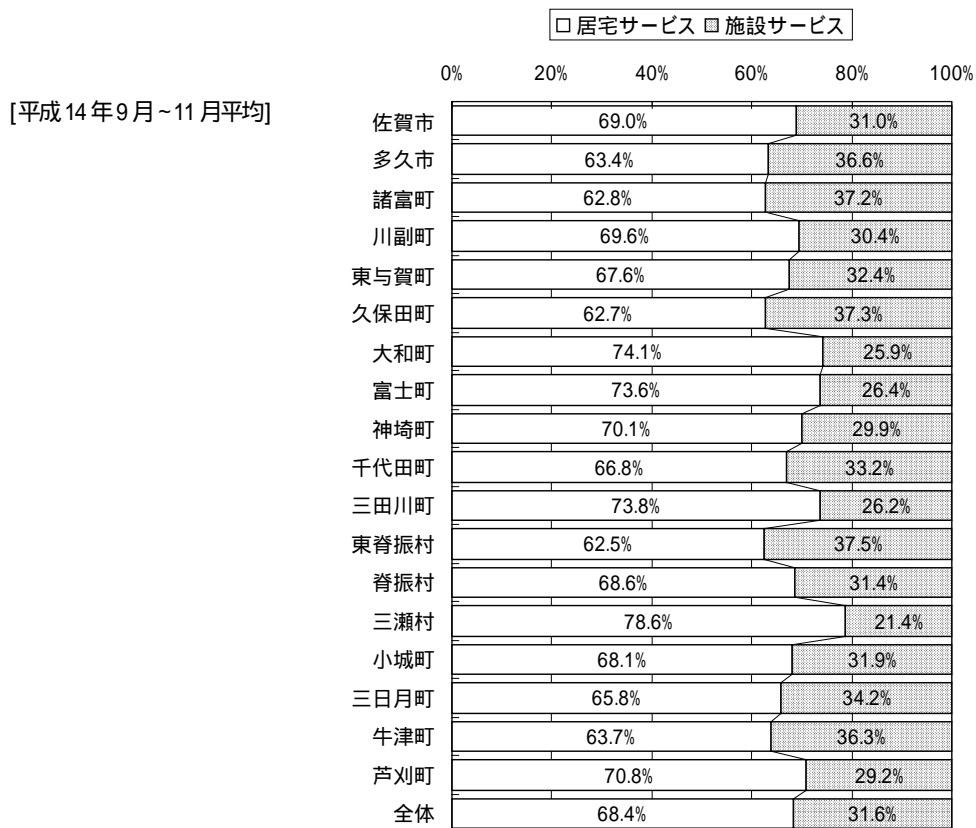 □ 居宅サービス ▩ 施設サービス
0% 20% 40% 60% 80% 100%
[平成14年9月~11月平均]
佐賀市 69.0% 31.0%
多久市 63.4% 36.6%
諸富町 62.8% 37.2%
川副町 69.6% 30.4%
東与賀町 67.6% 32.4%
久保田町 62.7% 37.3%
大和町 74.1% 25.9%
富士町 73.6% 26.4%
神埼町 70.1% 29.9%
千代田町 66.8% 33.2%
三田川町 73.8% 26.2%
東脊振村 62.5% 37.5%
脊振村 68.6% 31.4%
三瀬村 78.6% 21.4%
小城町 68.1% 31.9%
三日月町 65.8% 34.2%
牛津町 63.7% 36.3%
芦刈町 70.8% 29.2%
全体 68.4% 31.6%